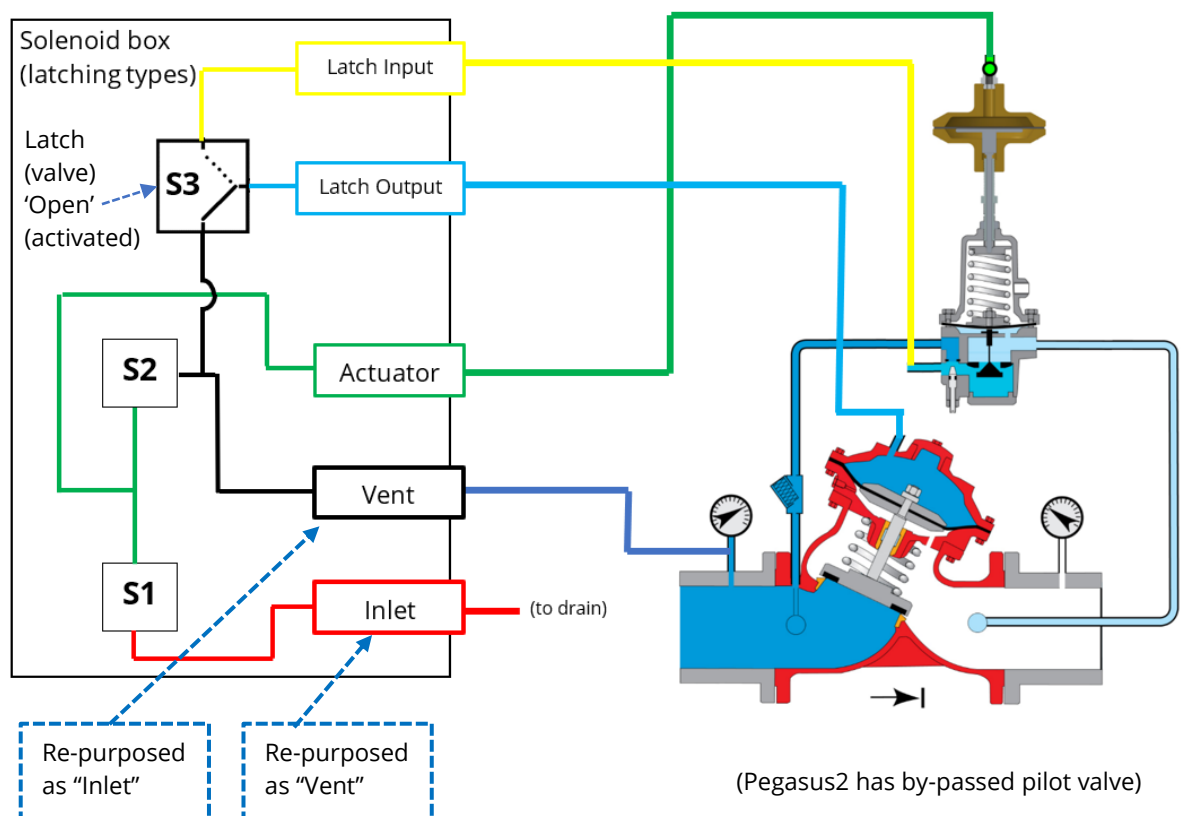 Solenoid box
(latching types)
Latch Input
Latch
(valve)
‘Open’
(activated)
S3
Latch Output
S2
Actuator
Vent
S1
Inlet
(to drain)
Re-purposed
as “Inlet”
Re-purposed
as “Vent”
(Pegasus2 has by-passed pilot valve)